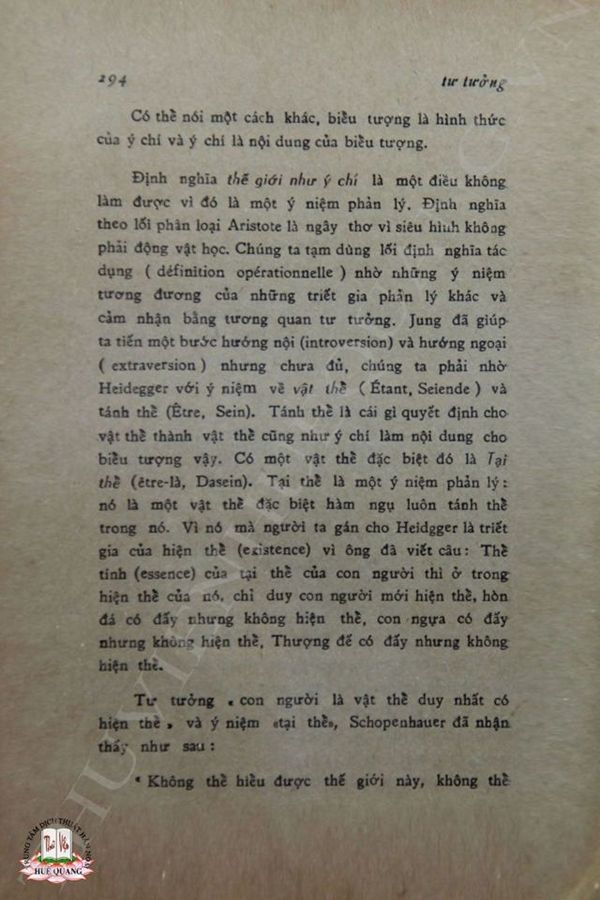 294
tư tưởng
Có thể nói một cách khác, biểu tượng là hình thức
của ý chí và ý chí là nội dung của biểu tượng.
Định nghĩa thế giới như ý chí là một điều không
làm được vì đó là một ý niệm phản lý. Định nghĩa
theo lối phân loại Aristote là ngây thơ vì siêu hình không
phải động vật học. Chúng ta tạm dùng lối định nghĩa tác
dụng ( définition opérationnelle ) nhờ những ý niệm
tương đương của những triết gia phản lý khác và
cảm nhận bằng tương quan tư tưởng. Jung đã giúp
ta tiến một bước hướng nội (introversion) và hướng ngoại
( extraversion ) nhưng chưa đủ, chúng ta phải nhờ
Heidegger với ý niệm về vật thể ( Étant, Seiende ) và
tánh thể (Être, Sein). Tánh thể là cái gì quyết định cho
vật thể thành vật thể cũng như ý chí làm nội dung cho
biểu tượng vậy. Có một vật thể đặc biệt đó là Tại
thể (être-là, Dasein). Tại thể là một ý niệm phản lý:
nó là một vật thể đặc biệt hàm ngụ luôn tánh thể
trong nó. Vì nó mà người ta gán cho Heidgger là triết
gia của hiện thể (existence) vì ông đã viết câu: Thể
tính (essence) của tại thể của con người thì ở trong
hiện thể của nó, chỉ duy con người mới hiện thể, hòn
đá có đấy nhưng không hiện thể, con ngựa có đấy
nhưng không hiện thể, Thượng đế có đấy nhưng không
hiện thể.
Tư tưởng « con người là vật thể duy nhất có
hiện thể » và ý niệm «tại thể», Schopenhauer đã nhận
thấy như sau :
« Không thể hiểu được thế giới này, không thể
TRUNG TÂM DỊCH THUẬT HÁN NÔM
HUỆ QUANG